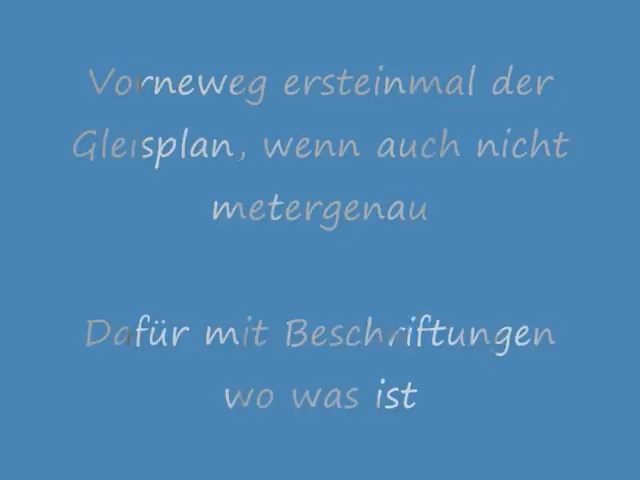 Vorneweg ersteinmal der
Gleisplan, wenn auch nicht
metergenau
Dafür mit Beschriftungen
wo was ist